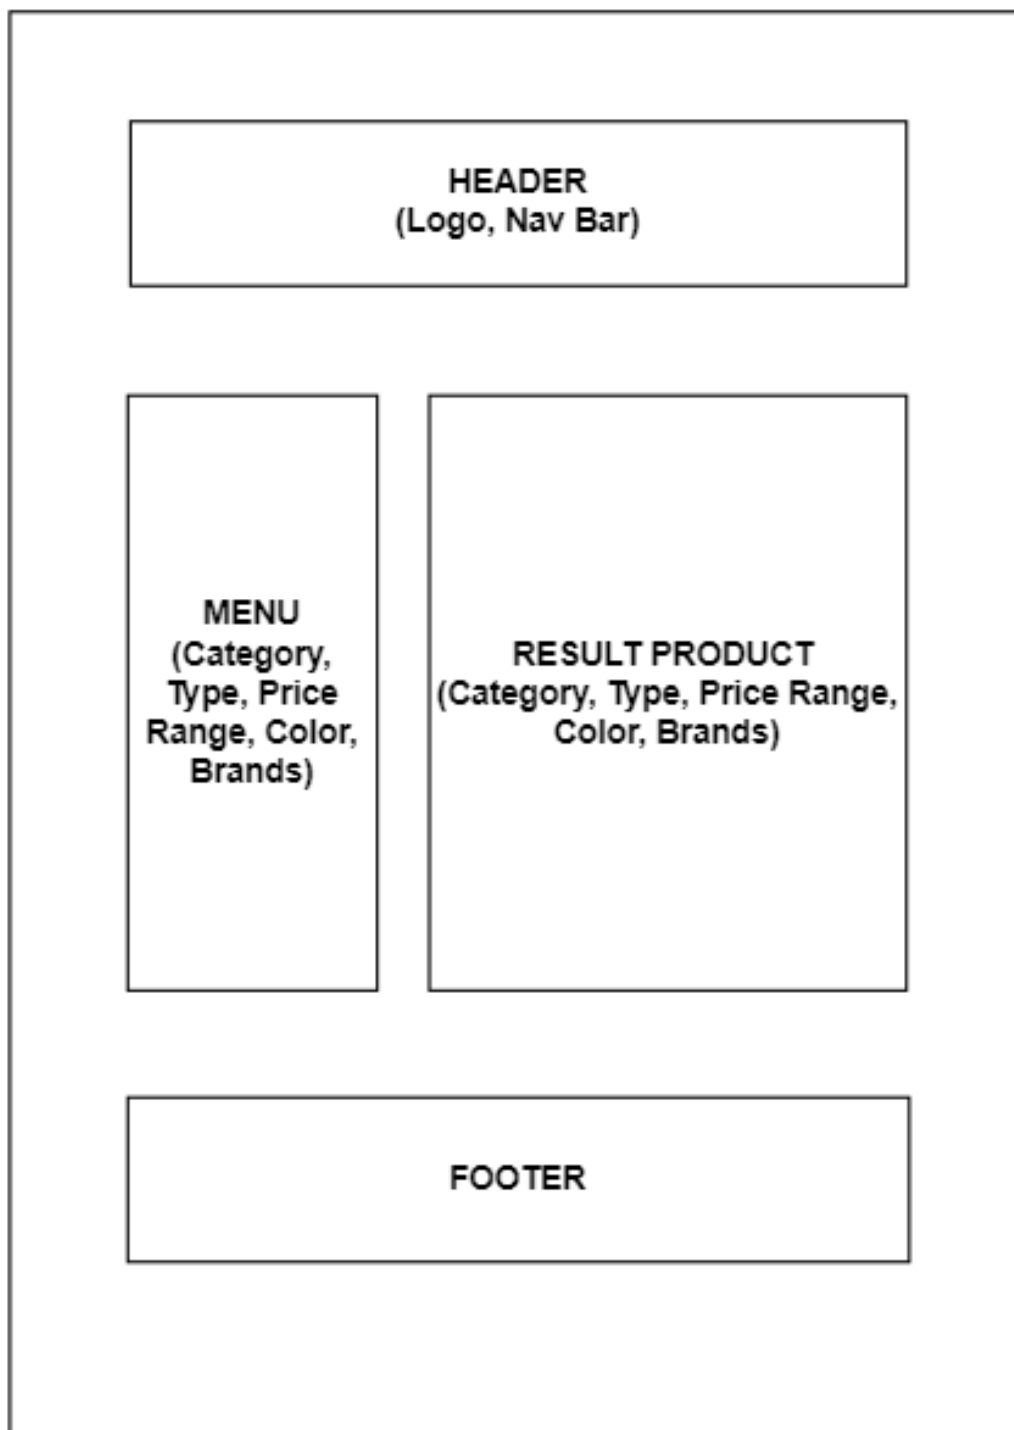 HEADER
(Logo, Nav Bar)
MENU
(Category,
Type, Price
Range, Color,
Brands)
RESULT PRODUCT
(Category, Type, Price Range,
Color, Brands)
FOOTER